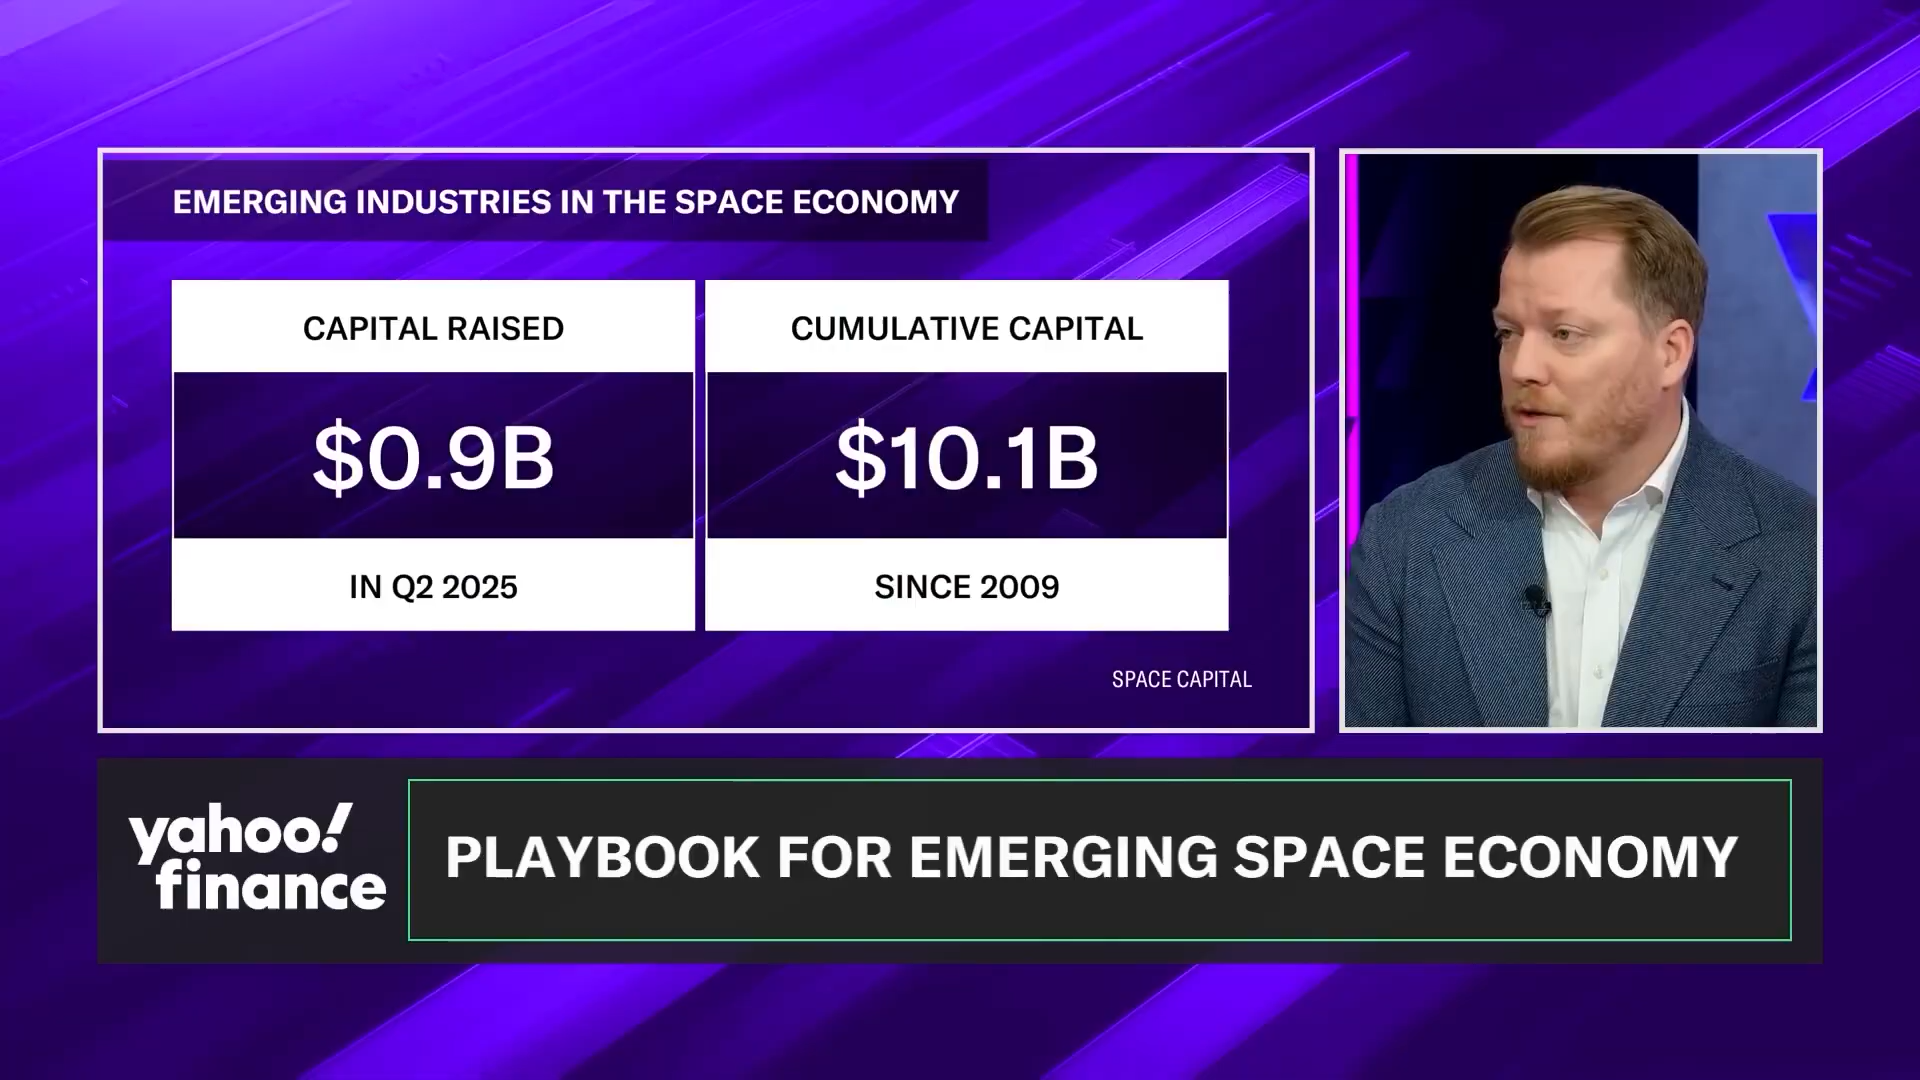 EMERGING INDUSTRIES IN THE SPACE ECONOMY
CAPITAL RAISED
$0.9B
IN Q2 2025
CUMULATIVE CAPITAL
$10.1B
SINCE 2009
SPACE CAPITAL
yahoo!
finance
PLAYBOOK FOR EMERGING SPACE ECONOMY